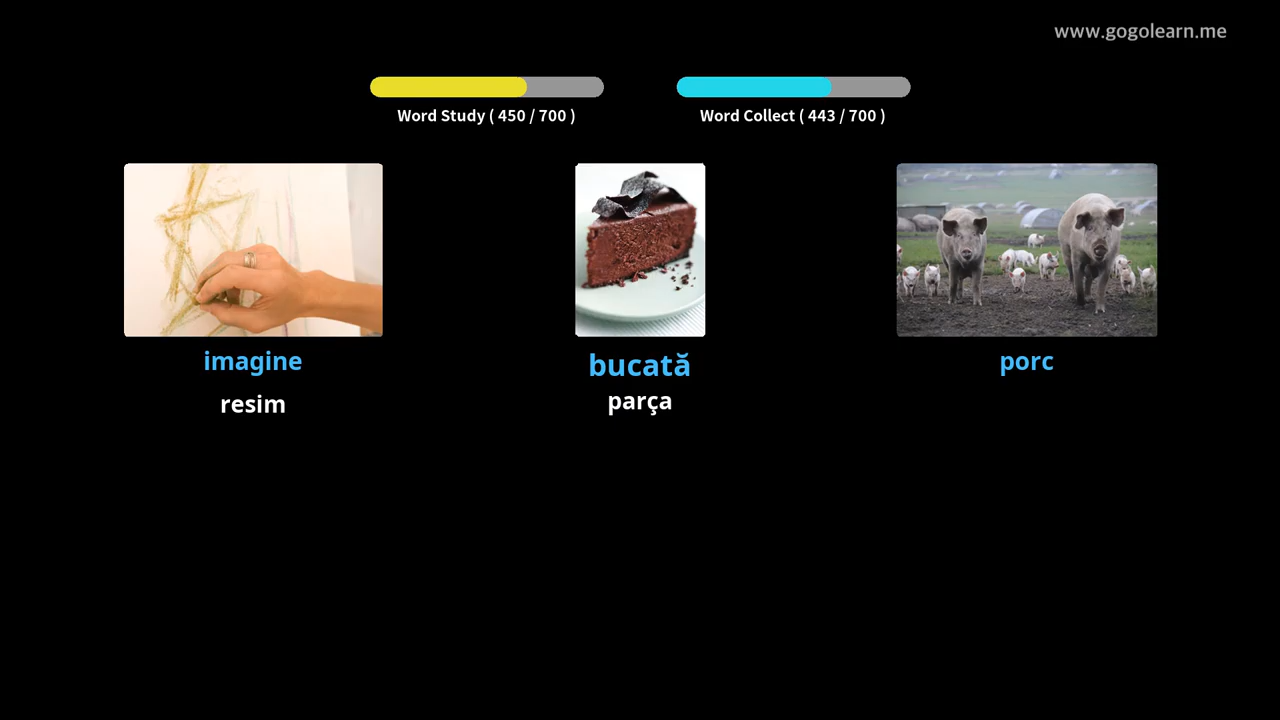 www.gogolearn.me
Word Study ( 450 / 700 )
Word Collect ( 443 / 700 )
imagine
resim
bucată
parça
porc